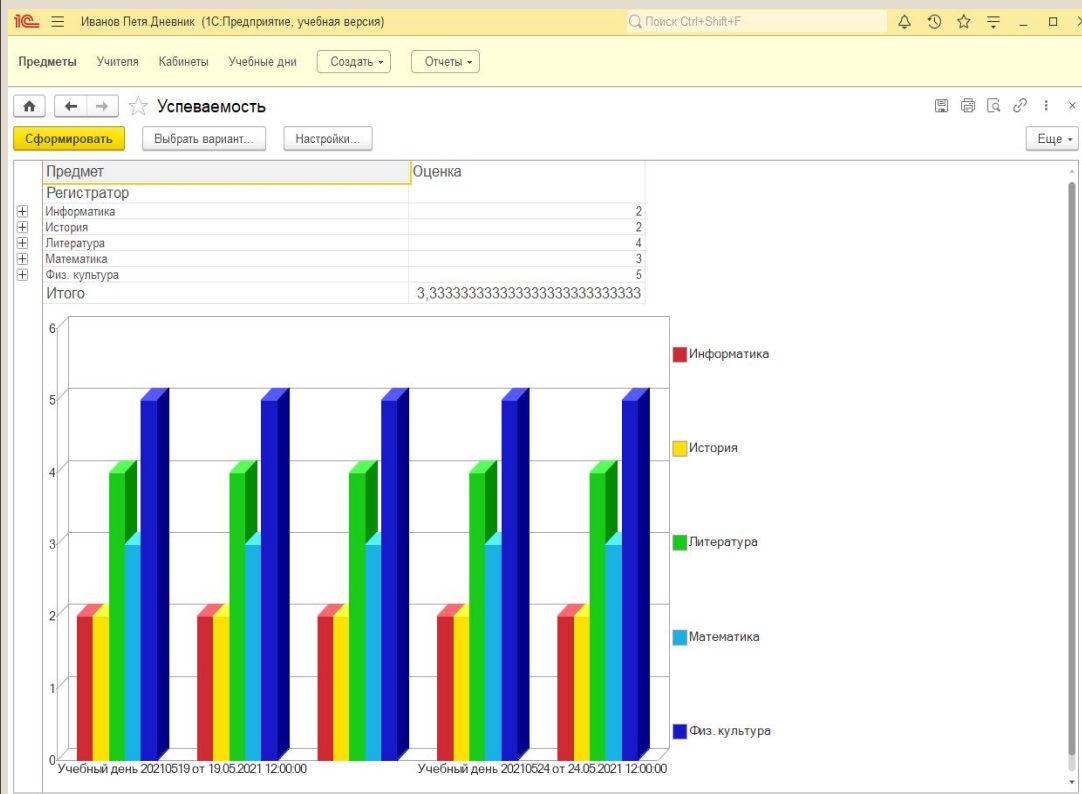 1С Иванов Петя.Дневник (1С:Предприятие, учебная версия) Поиск Ctrl+Shift+F
Предметы Учителя Кабинеты Учебные дни Создать Отчеты
Успеваемость
Сформировать Выбрать вариант... Настройки... Еще
Предмет Оценка
Регистратор
Информатика 2
История 2
Литература 4
Математика 3
Физ. культура 5
Итого 3,3333333333333333333333333
6
Информатика
5
История
4
Литература
3
2
Математика
1
Физ. культура
0
Учебный день 20210519 от 19.05.2021 12:00:00 Учебный день 20210524 от 24.05.2021 12:00:00